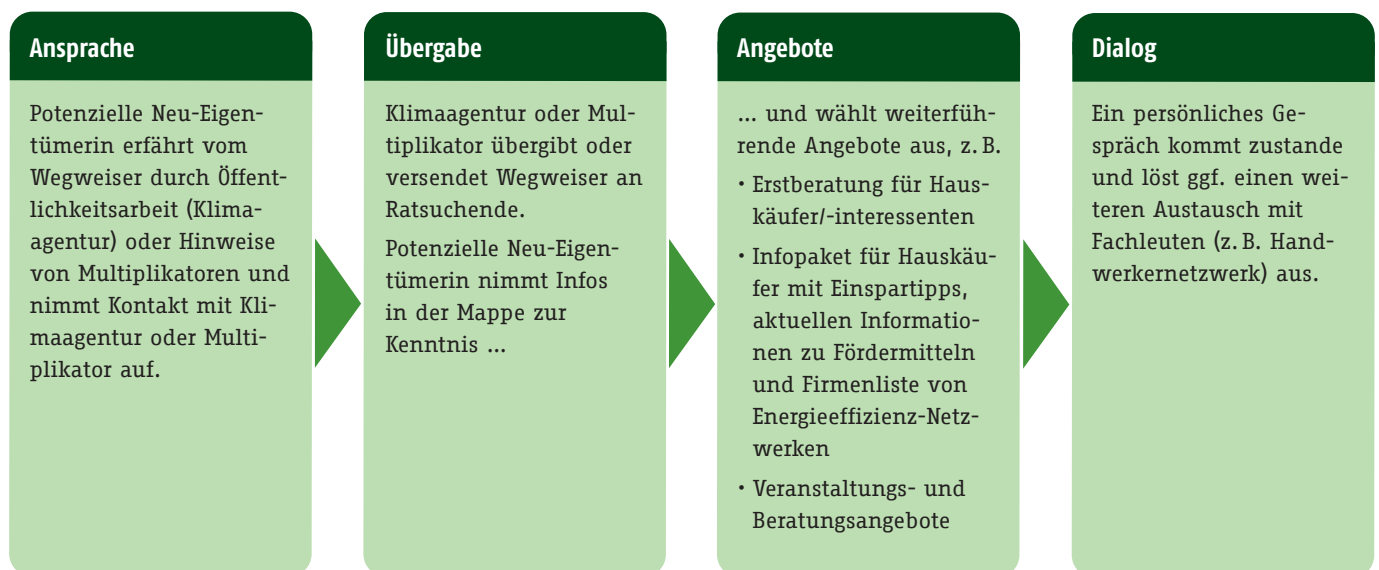 Ansprache
Potenzielle Neu-Eigen-
tümerin erfährt vom
Wegweiser durch Öffent-
lichkeitsarbeit (Klima-
agentur) oder Hinweise
von Multiplikatoren und
nimmt Kontakt mit Kli-
maagentur oder Multi-
plikator auf.
Übergabe
Klimaagentur oder Mul-
tiplikator übergibt oder
versendet Wegweiser an
Ratsuchende.
Potenzielle Neu-Eigen-
tümerin nimmt Infos
in der Mappe zur
Kenntnis ...
Angebote
... und wählt weiterfüh-
rende Angebote aus, z. B.
• Erstberatung für Haus-
käufer/-interessenten
• Infopaket für Hauskäu-
fer mit Einspartipps,
aktuellen Informatio-
nen zu Fördermitteln
und Firmenliste von
Energieeffizienz-Netz-
werken
• Veranstaltungs- und
Beratungsangebote
Dialog
Ein persönliches Ge-
spräch kommt zustande
und löst ggf. einen wei-
teren Austausch mit
Fachleuten (z. B. Hand-
werkernetzwerk) aus.